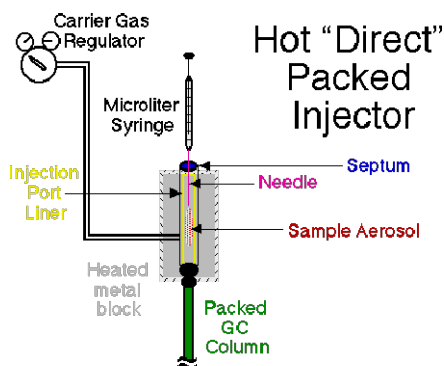 Carrier Gas
Regulator
Hot “Direct”
Packed
Injector
Microliter
Syringe
Septum
Injection
Port
Liner
Needle
Sample Aerosol
Heated
metal
block
Packed
GC
Column